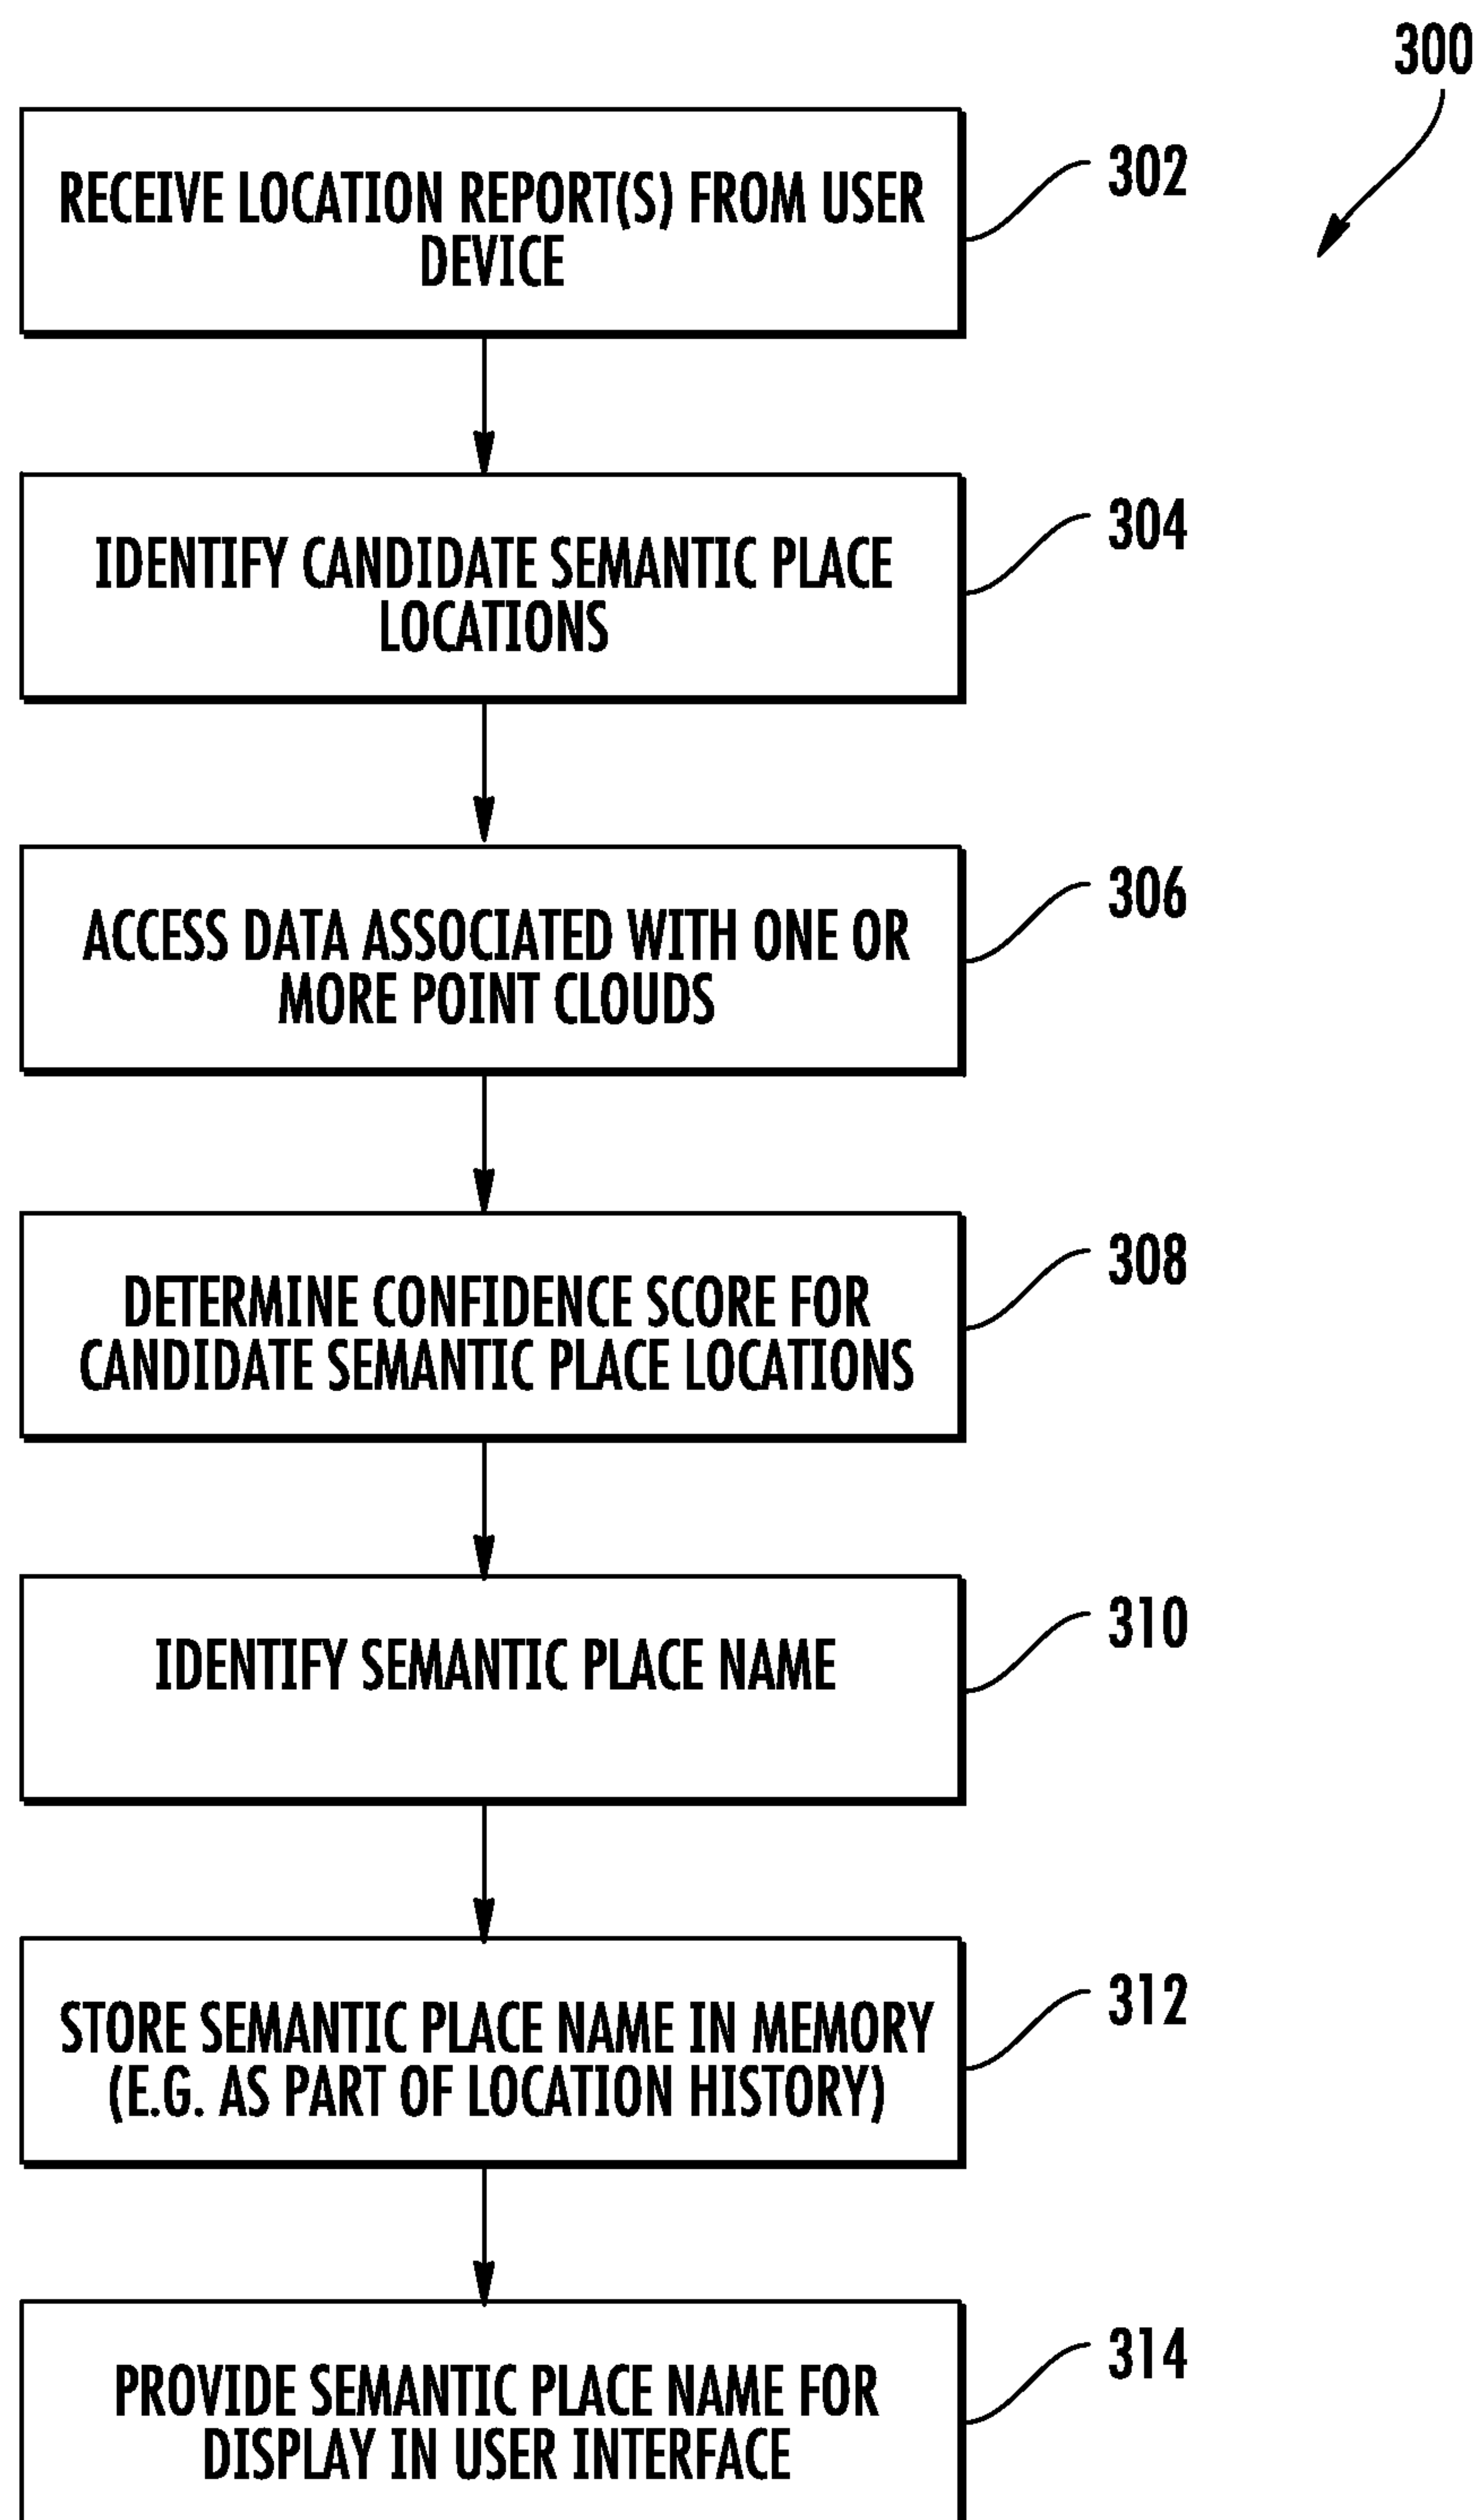 300
RECEIVE LOCATION REPORT(S) FROM USER
DEVICE
302
IDENTIFY CANDIDATE SEMANTIC PLACE
LOCATIONS
304
ACCESS DATA ASSOCIATED WITH ONE OR
MORE POINT CLOUDS
306
DETERMINE CONFIDENCE SCORE FOR
CANDIDATE SEMANTIC PLACE LOCATIONS
308
IDENTIFY SEMANTIC PLACE NAME
310
STORE SEMANTIC PLACE NAME IN MEMORY
(E.G. AS PART OF LOCATION HISTORY)
312
PROVIDE SEMANTIC PLACE NAME FOR
DISPLAY IN USER INTERFACE
314